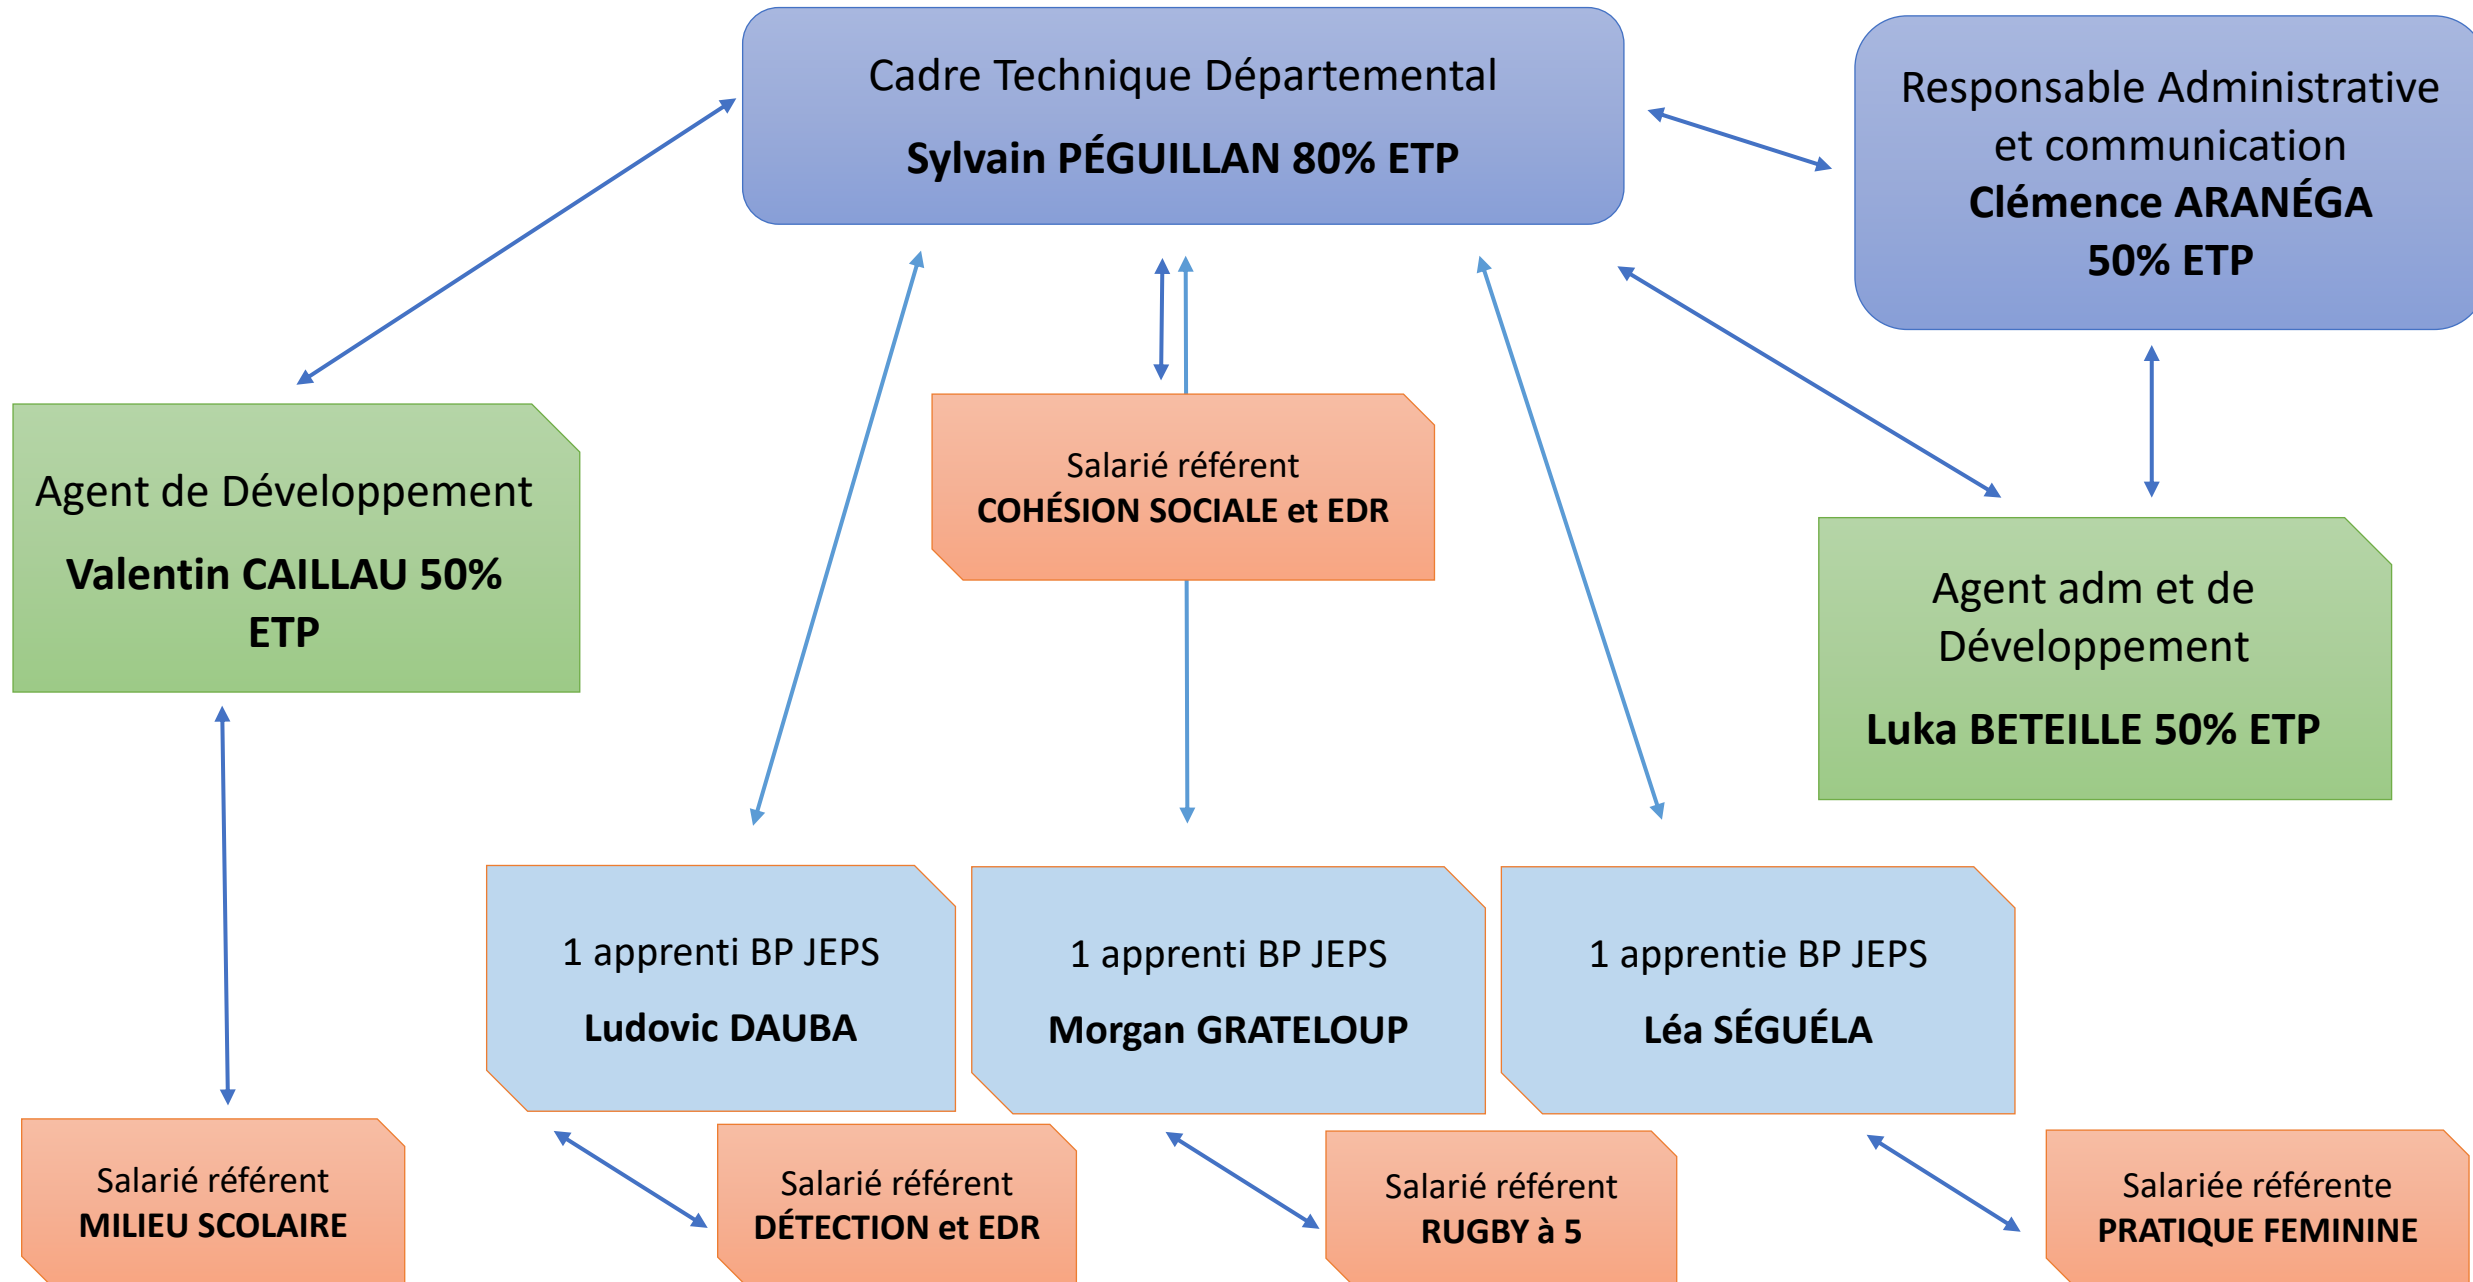 Cadre Technique Départemental
Sylvain PÉGUILLAN 80% ETP
Responsable Administrative
et communication
Clémence ARANÉGA
50% ETP
Agent de Développement
Valentin CAILLAU 50%
ETP
Salarié référent
COHÉSION SOCIALE et EDR
Agent adm et de
Développement
Luka BETEILLE 50% ETP
1 apprenti BP JEPS
Ludovic DAUBA
1 apprenti BP JEPS
Morgan GRATELOUP
1 apprentie BP JEPS
Léa SÉGUÉLA
Salarié référent
MILIEU SCOLAIRE
Salarié référent
DÉTECTION et EDR
Salarié référent
RUGBY à 5
Salariée référente
PRATIQUE FEMININE